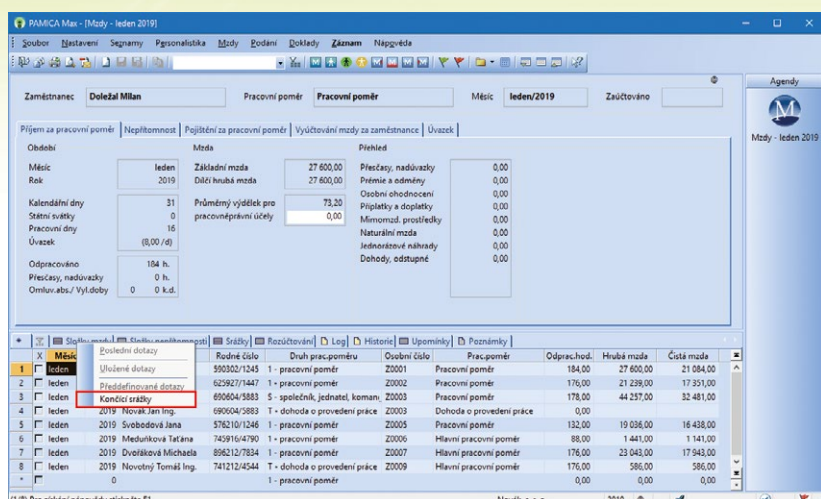 PAMICA Max - [Mzdy - leden 2019]
Soubor Nastavení Seznamy Personalistika Mzdy Podání Doklady Záznam Nápověda
Zaměstnanec Doležal Milan Pracovní poměr Pracovní poměr Měsíc leden/2019 Zaúčtováno
Agendy
Mzdy - leden 2019
Příjem za pracovní poměr Nepřítomnost Pojištění za pracovní poměr Vyúčtování mzdy za zaměstnance Úvazek
Období Mzda Přehled
Měsíc leden Základní mzda 27 600,00 Přesčasy, nadúvazky 0,00
Rok 2019 Dílčí hrubá mzda 27 600,00 Prémie a odměny 0,00
Osobní ohodnocení 0,00
Kalendářní dny 31 Průměrný výdělek pro 73,20 Příplatky a doplatky 0,00
Státní svátky 0 pracovněprávní účely 0,00 Mimomzd. prostředky 0,00
Pracovní dny 16 Naturální mzda 0,00
Úvazek (8,00 /d) Jednorázové náhrady 0,00
Dohody, odstupné 0,00
Odpracováno 184 h.
Přesčasy, nadúvazky 0 h.
Omluv.abs./ Vyl.doby 0 0 k.d.
Složky mzdy Složky nepřítomnosti Srážky Rozúčtování Log Historie Upomínky Poznámky
X Měsíc Rodné číslo Druh prac.poměru Osobní číslo Prac.poměr Odprac.hod. Hrubá mzda Čistá mzda
Poslední dotazy
Uložené dotazy
Předdefinované dotazy
Končící srážky
1 leden 590302/1245 1 - pracovní poměr Z0001 Pracovní poměr 184,00 27 600,00 21 084,00
2 leden 625927/1447 1 - pracovní poměr Z0002 Pracovní poměr 176,00 21 239,00 17 351,00
3 leden 690604/5883 S - společník, jednatel, komand Z0003 Pracovní poměr 178,00 44 257,00 32 481,00
4 leden 2019 Novák Jan Ing. 690604/5883 T - dohoda o provedení práce Z0003 Dohoda o provedení práce 0,00
5 leden 2019 Svobodová Jana 576210/1246 1 - pracovní poměr Z0005 Pracovní poměr 132,00 19 036,00 16 438,00
6 leden 2019 Meduňková Taťána 745916/4790 1 - pracovní poměr Z0006 Hlavní pracovní poměr 88,00 1 441,00 1 141,00
7 leden 2019 Dvořáková Michaela 896212/7834 1 - pracovní poměr Z0007 Hlavní pracovní poměr 176,00 23 043,00 17 943,00
8 leden 2019 Novotný Tomáš Ing. 741212/4544 T - dohoda o provedení práce Z0009 Hlavní pracovní poměr 176,00 586,00 586,00
0 1 - pracovní poměr 0,00 0,00 0,00